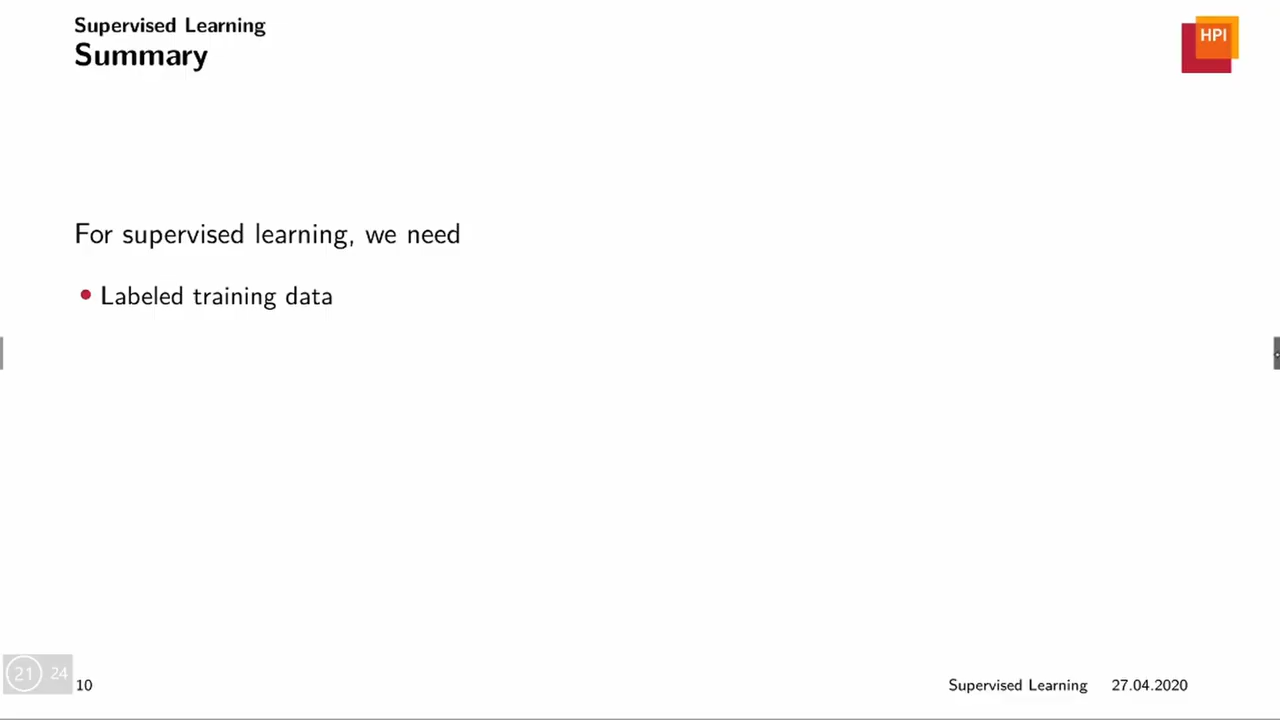 Supervised Learning
Summary
HPI
For supervised learning, we need
• Labeled training data
21 24
10
Supervised Learning 27.04.2020